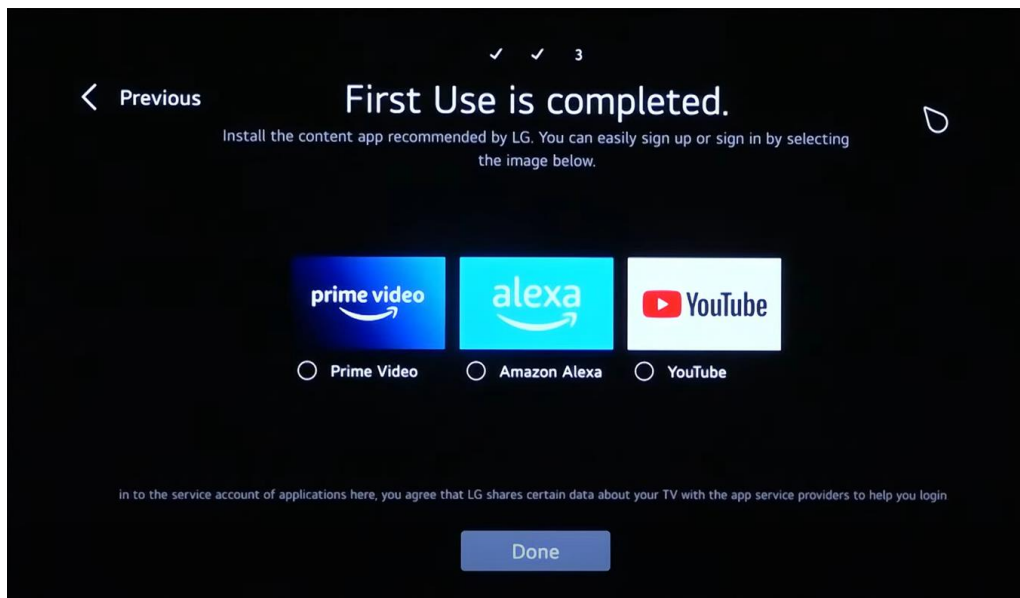 3
Previous
First Use is completed.
Install the content app recommended by LG. You can easily sign up or sign in by selecting
the image below.
prime video
alexa
YouTube
Prime Video
Amazon Alexa
YouTube
in to the service account of applications here, you agree that LG shares certain data about your TV with the app service providers to help you login
Done